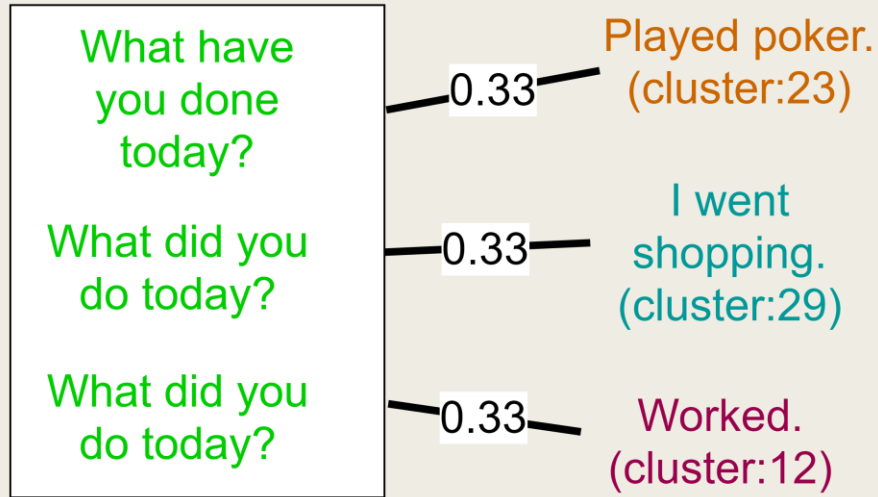 What have
you done
today?
0.33
Played poker.
(cluster:23)
What did you
do today?
0.33
I went
shopping.
(cluster:29)
What did you
do today?
0.33
Worked.
(cluster:12)